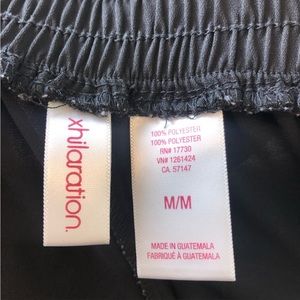 xhilaration.
100% POLYESTER
100% POLYESTER
RN# 17730
VN# 1261424
CA. 57147
M/M
MADE IN GUATEMALA
FABRIQUÉ À GUATEMALA